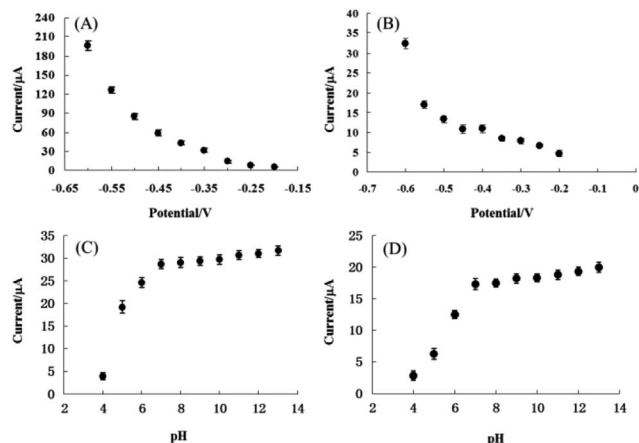 (A)
Current/μA
240
210
180
150
120
90
60
30
0
-0.65 -0.55 -0.45 -0.35 -0.25 -0.15
Potential/V
(B)
Current/μA
40
35
30
25
20
15
10
5
0
-0.7 -0.6 -0.5 -0.4 -0.3 -0.2 -0.1 0
Potential/V
(C)
Current/μA
35
30
25
20
15
10
5
0
2 4 6 8 10 12 14
pH
(D)
Current/μA
25
20
15
10
5
0
2 4 6 8 10 12 14
pH